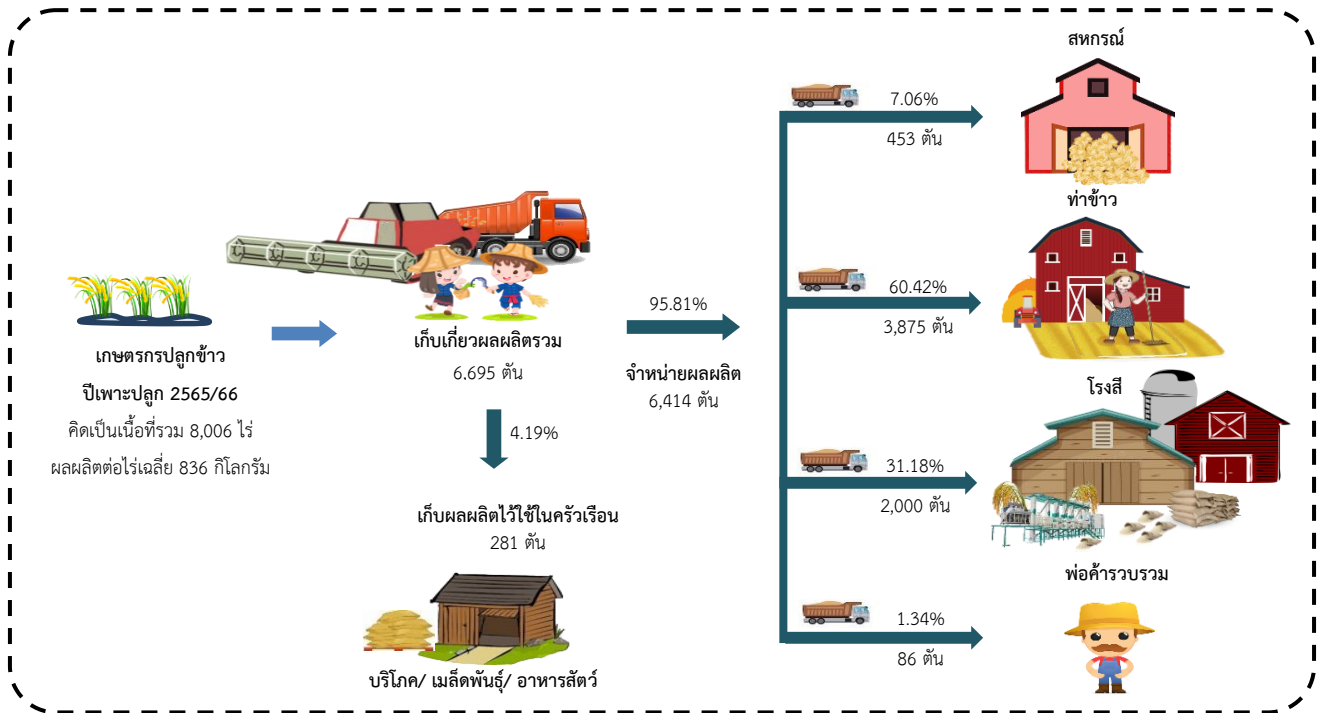 เกษตรกรปลูกข้าว
ปีเพาะปลูก 2565/66
คิดเป็นเนื้อที่รวม 8,006 ไร่
ผลผลิตต่อไร่เฉลี่ย 836 กิโลกรัม
เก็บเกี่ยวผลผลิตรวม
6.695 ตัน
4.19%
เก็บผลผลิตไว้ใช้ในครัวเรือน
281 ตัน
บริโภค/ เมล็ดพันธุ์/ อาหารสัตว์
95.81%
จำหน่ายผลผลิต
6,414 ตัน
สหกรณ์
7.06%
453 ตัน
ท่าข้าว
60.42%
3,875 ตัน
โรงสี
31.18%
2,000 ตัน
พ่อค้ารวบรวม
1.34%
86 ตัน